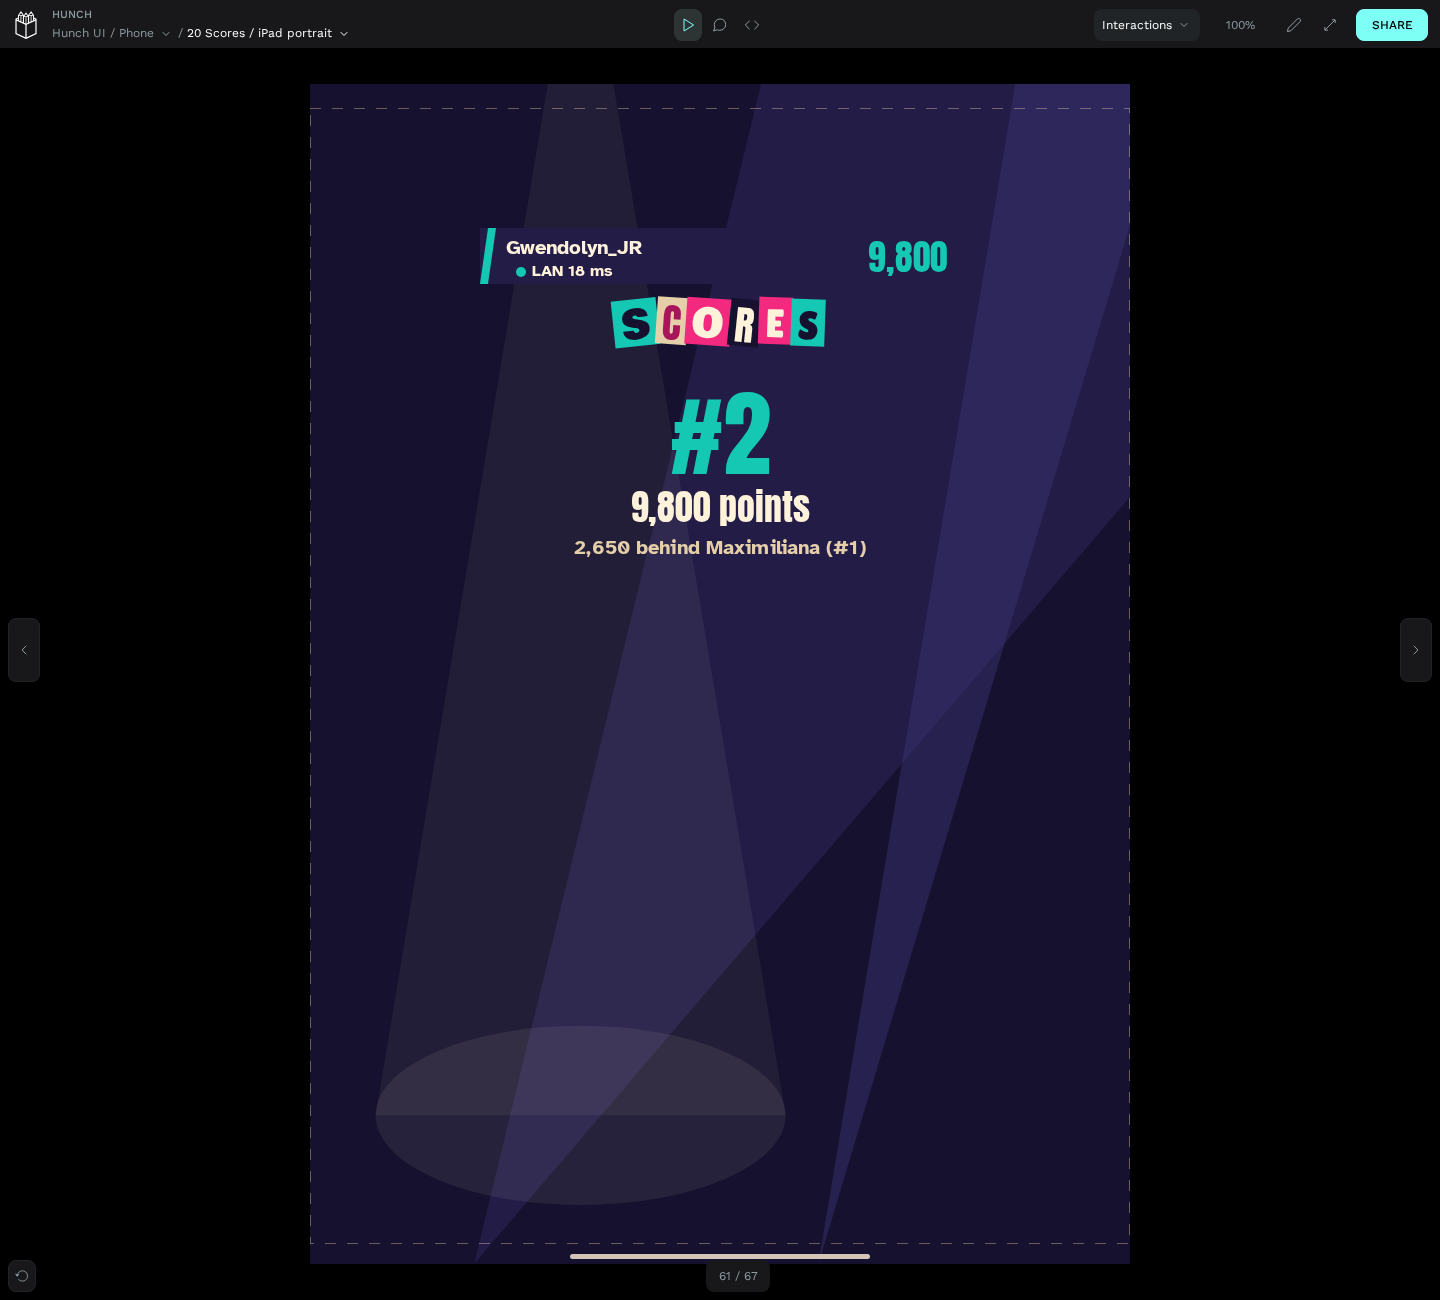 HUNCH
Hunch UI / Phone / 20 Scores / iPad portrait
Interactions
100%
SHARE
Gwendolyn_JR
9,800
LAN 18 ms
SCORES
#2
9,800 points
2,650 behind Maximiliana (#1)
61 / 67